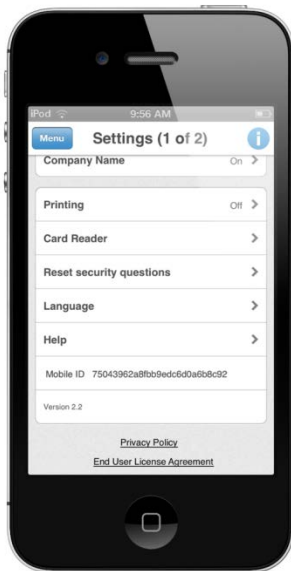 iPod 9:56 AM
Menu Settings (1 of 2) i
Company Name On
Printing Off
Card Reader
Reset security questions
Language
Help
Mobile ID 75043962a8fbb9edc6d0a6b8c92
Version 2.2
Privacy Policy
End User License Agreement